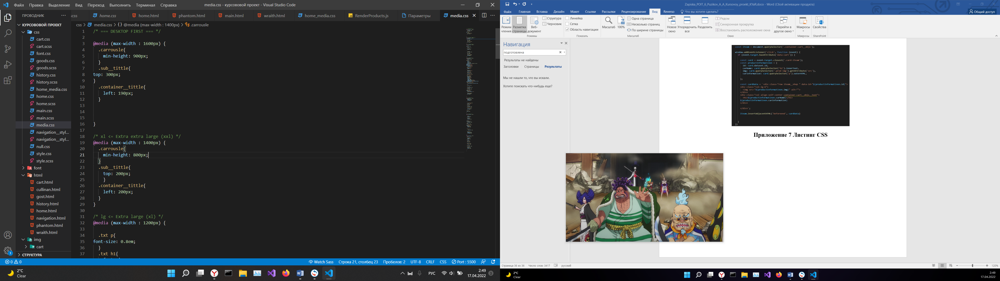 Файл Правка Выделение Вид Переход Выполнить Терминал Справка
media.css - курсововой проект - Visual Studio Code
ПРОВОДНИК
КУРСОВОВОЙ ПРОЕКТ
css
cart.css
cart.scss
font.css
goods.css
goods.scss
history.css
history.scss
home_media.css
home.css
home.scss
main.css
main.scss
media.css
navigation__styl...
navigation__styl...
null.css
style.css
style.scss
font
html
cart.html
cullinan.html
gost.html
history.html
home.html
navigation.html
phantom.html
wraith.html
img
cart
СТРУКТУРА
scss home.css home.html phantom.html main.html wraith.html home_media.css RenderProducts.js Параметры media.css
css > media.css > {} @media (max-width : 1400px) > .carrousle
1 /* === DESKTOP FIRST === */
2
3 @media (max-width : 1600px) {
4 .carrousle{
5 min-height: 900px;
6 }
7 .sub__tittle{
8 top: 300px;
9 }
10 .container__tittle{
11 left: 190px;
12 }
13
14
15
16 }
17
18 /* xl <= Extra extra large (xxl) */
19 @media (max-width : 1400px) {
20 .carrousle{
21 min-height: 800px;
22 }
23 .sub__tittle{
24 top: 200px;
25 }
26 .container__tittle{
27 left: 200px;
28 }
29 }
30
31 /* lg <= Extra large (xl) */
32 @media (max-width : 1200px) {
33
34 .txt p{
35 font-size: 0.8em;
36 }
37 .txt h1{
0 0 Watch Sass Строка 21, столбец 23 Пробелов: 2 UTF-8 CRLF CSS Port : 5500
2°C
Clear
РУС
2:49
17.04.2022
3
Zapiska_POIT_6_Puzikov_A_A_Kursovoy_proekt_KYaR.docx - Word (Сбой активации продукта)
Файл Главная Вставка Дизайн Макет Ссылки Рассылки Рецензирование Вид Reverso Что вы хотите сделать? Общий доступ
Режим чтения
Разметка страницы
Веб-документ
Структура
Черновик
Режимы
Линейка
Сетка
Область навигации
Показать
Масштаб
100%
Одна страница
Несколько страниц
По ширине страницы
Масштаб
Новое окно
Упорядочить все
Разделить
Рядом
Синхронная прокрутка
Восстановить расположение окна
Перейти в другое окно
Окно
Макросы
Макросы
Свойства
SharePoint
Навигация
подготовлена
Результаты не найдены
Заголовки Страницы Результаты
Мы не нашли то, что вы искали.
Хотите поискать что-нибудь еще?
const iteam = document.querySelector('.container-cart__objs');
window.addEventListener('click', function (event) {
if (event.target.hasAttribute('data-cart')) {
const card = event.target.closest('.card-iteam');
const productInformatinon = {
id: card.dataset.id,
carName: card.querySelector('h2').innerText,
img: card.querySelector('.prod-img').getAttribute('src'),
carInformation: card.querySelector('p').outerHTML,
};
const cardData = `<div class="row iteam__shop " data-id="${productInformatinon.id}">
<div class="col-lg-6">
<img src="${productInformatinon.img}" alt="">
</div>
<div class="col align-self-center container-cart__objs__text">
<h1>${productInformatinon.carName}</h1>
${productInformatinon.carInformation}
</div>
</div>`;
iteam.insertAdjacentHTML('beforeend', cardData)
}
})
Приложение 7 Листинг CSS
Страница 36 из 36 Число слов: 3417 русский
120%
2°C
Clear
2:49
17.04.2022